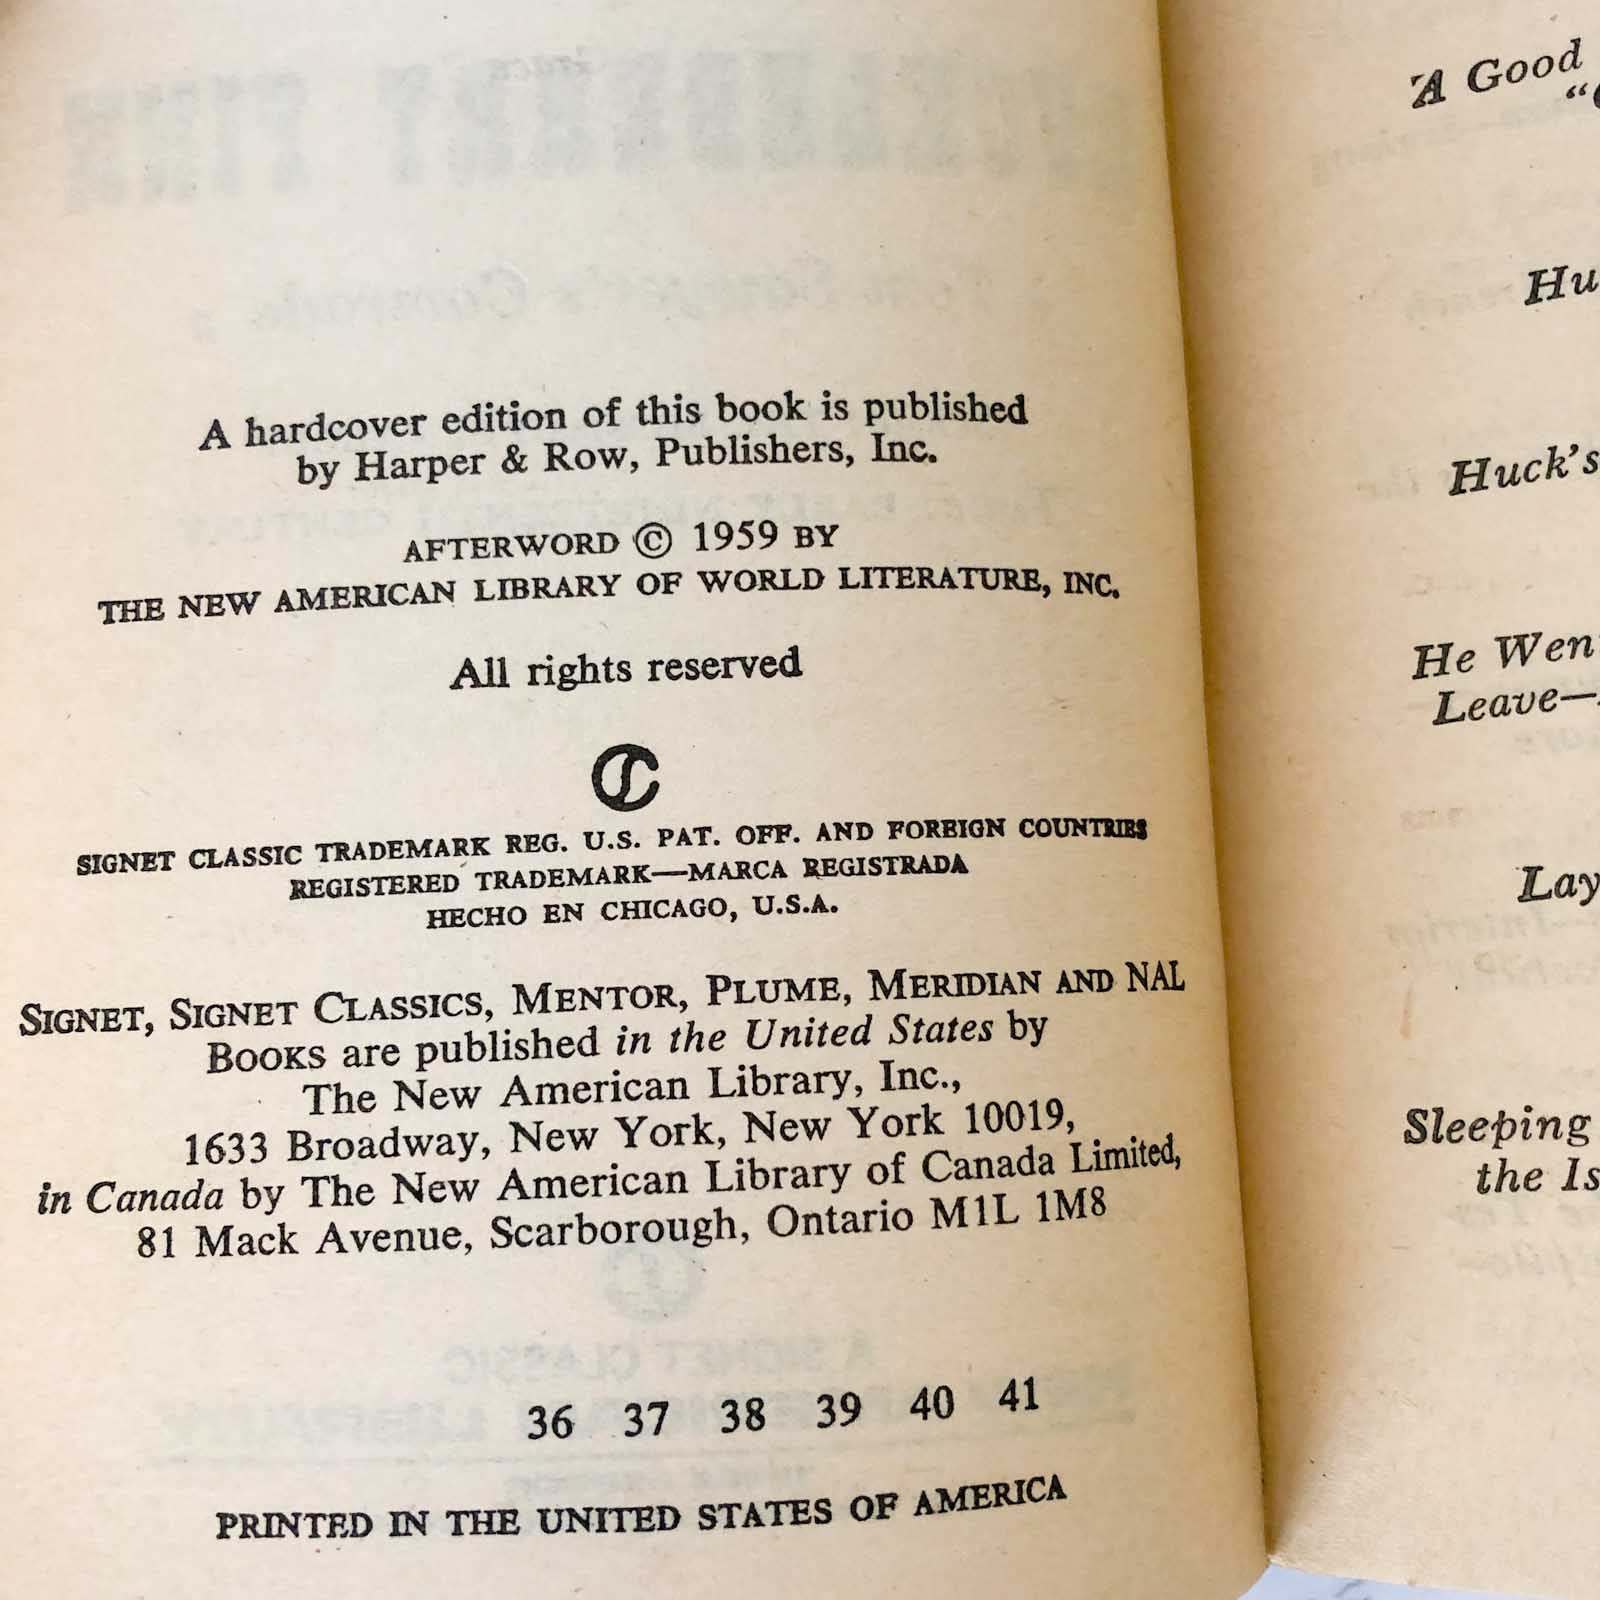 A hardcover edition of this book is published
by Harper & Row, Publishers, Inc.
AFTERWORD © 1959 BY
THE NEW AMERICAN LIBRARY OF WORLD LITERATURE, INC.
All rights reserved
SIGNET CLASSIC TRADEMARK REG. U.S. PAT. OFF. AND FOREIGN COUNTRIES
REGISTERED TRADEMARK—MARCA REGISTRADA
HECHO EN CHICAGO, U.S.A.
SIGNET, SIGNET CLASSICS, MENTOR, PLUME, MERIDIAN AND NAL
BOOKS are published in the United States by
The New American Library, Inc.,
1633 Broadway, New York, New York 10019,
in Canada by The New American Library of Canada Limited,
81 Mack Avenue, Scarborough, Ontario M1L 1M8
36 37 38 39 40 41
PRINTED IN THE UNITED STATES OF AMERICA
A Good
Huck's
He Wen
Leave—
Lay
Sleeping
the Is